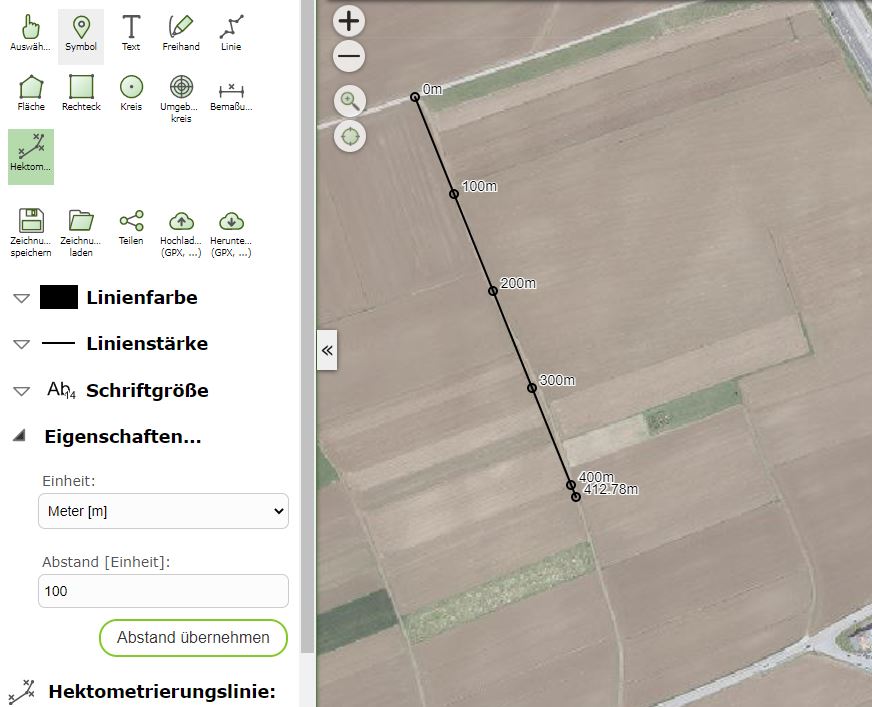 Auswäh... Symbol Text Freihand Linie
Fläche Rechteck Kreis Umgeb... kreis Bemaßu...
Hektom...
Zeichnu... speichern Zeichnu... laden Teilen Hochlad... (GPX, ...) Herunte... (GPX, ...)
Linienfarbe
Linienstärke
Ab14 Schriftgröße
Eigenschaften...
Einheit:
Meter [m]
Abstand [Einheit]:
100
Abstand übernehmen
Hektometrierungslinie:
0m
100m
200m
300m
400m
412.78m